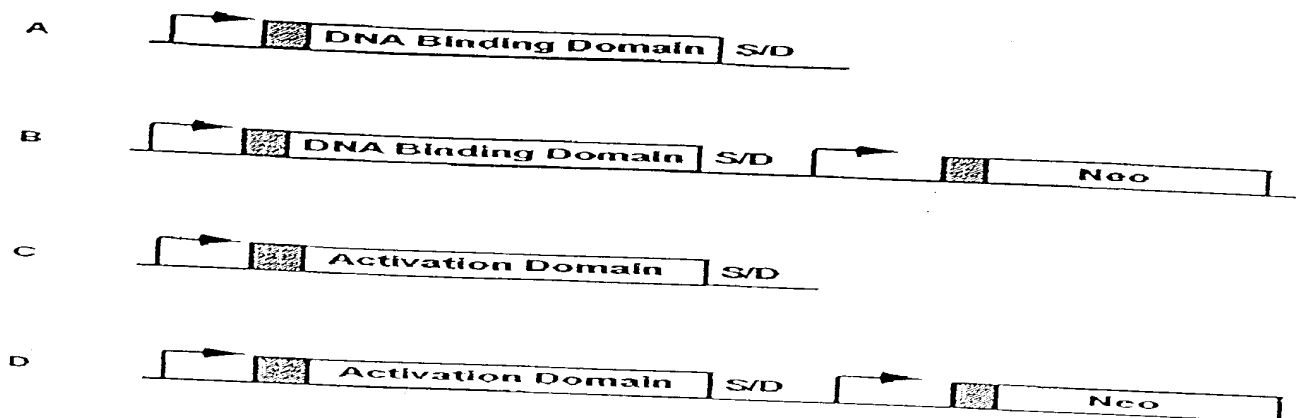 A DNA Binding Domain S/D
B DNA Binding Domain S/D Neo
C Activation Domain S/D
D Activation Domain S/D Neo